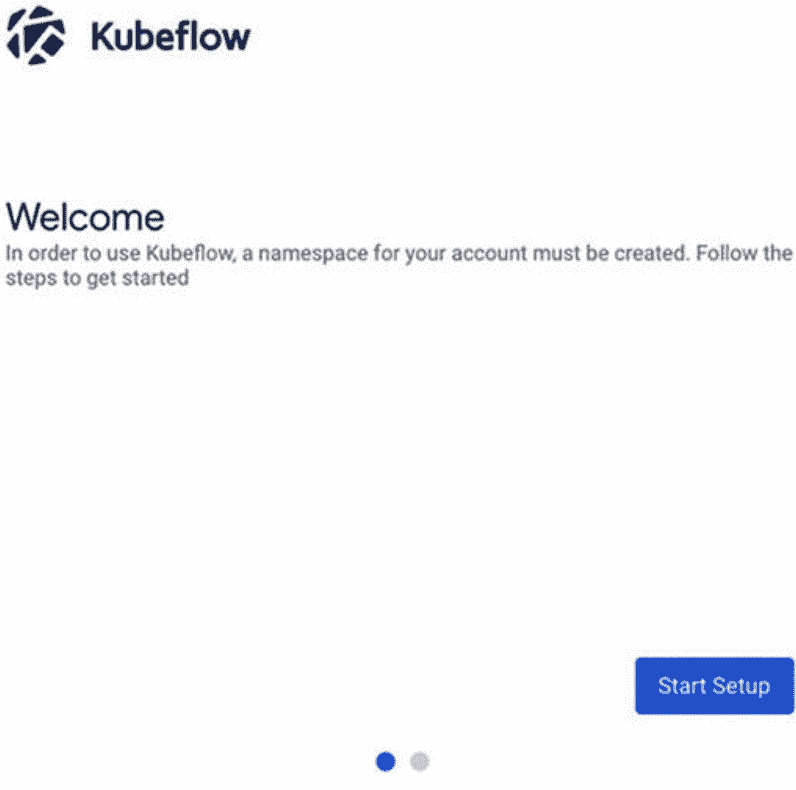 Kubeflow
Welcome
In order to use Kubeflow, a namespace for your account must be created. Follow the
steps to get started
Start Setup